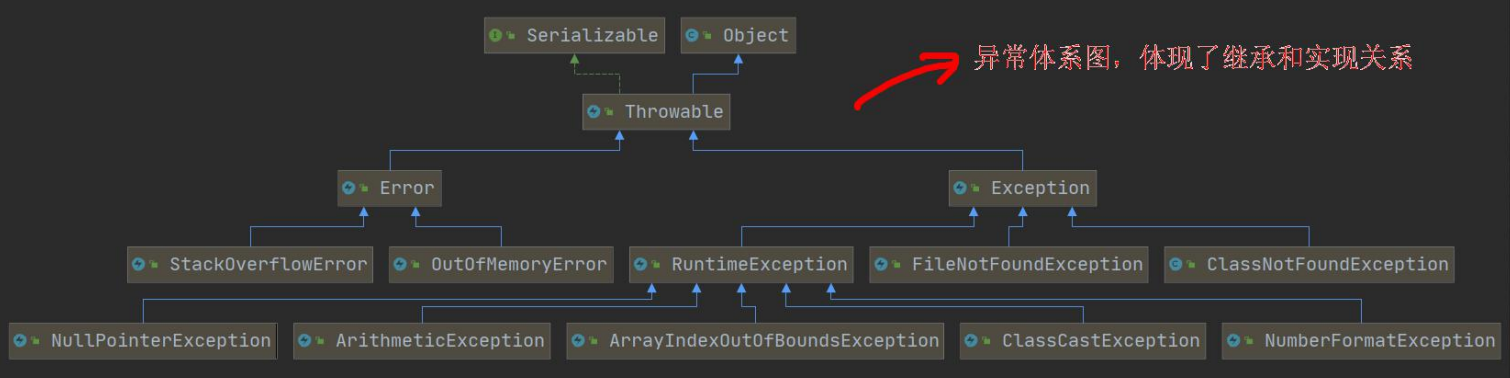 Serializable
Object
异常体系图，体现了继承和实现关系
Throwable
Error
Exception
StackOverflowError
OutOfMemoryError
RuntimeException
FileNotFoundException
ClassNotFoundException
NullPointerException
ArithmeticException
ArrayIndexOutOfBoundsException
ClassCastException
NumberFormatException